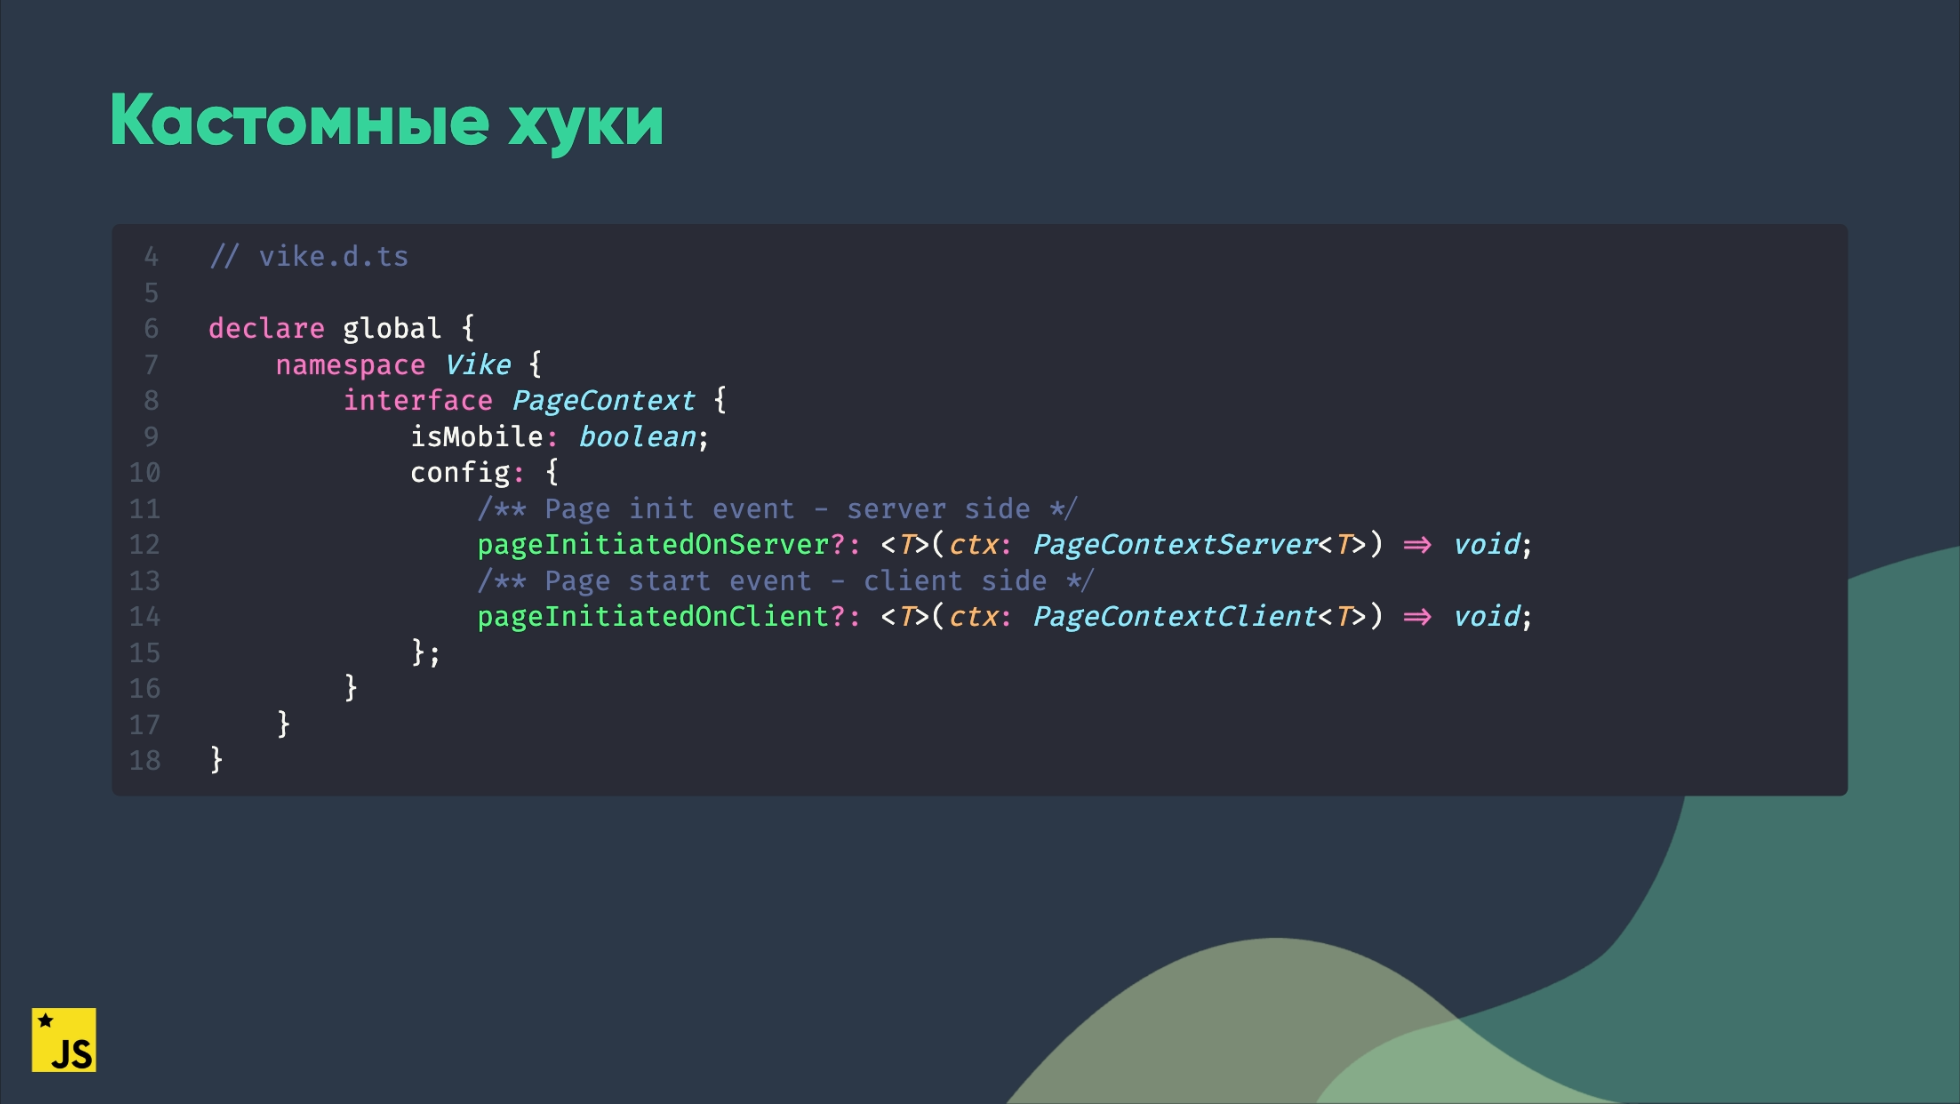 Кастомные хуки
4 // vike.d.ts
5
6 declare global {
7 namespace Vike {
8 interface PageContext {
9 isMobile: boolean;
10 config: {
11 /** Page init event - server side */
12 pageInitiatedOnServer?: <T>(ctx: PageContextServer<T>) => void;
13 /** Page start event - client side */
14 pageInitiatedOnClient?: <T>(ctx: PageContextClient<T>) => void;
15 };
16 }
17 }
18 }
JS